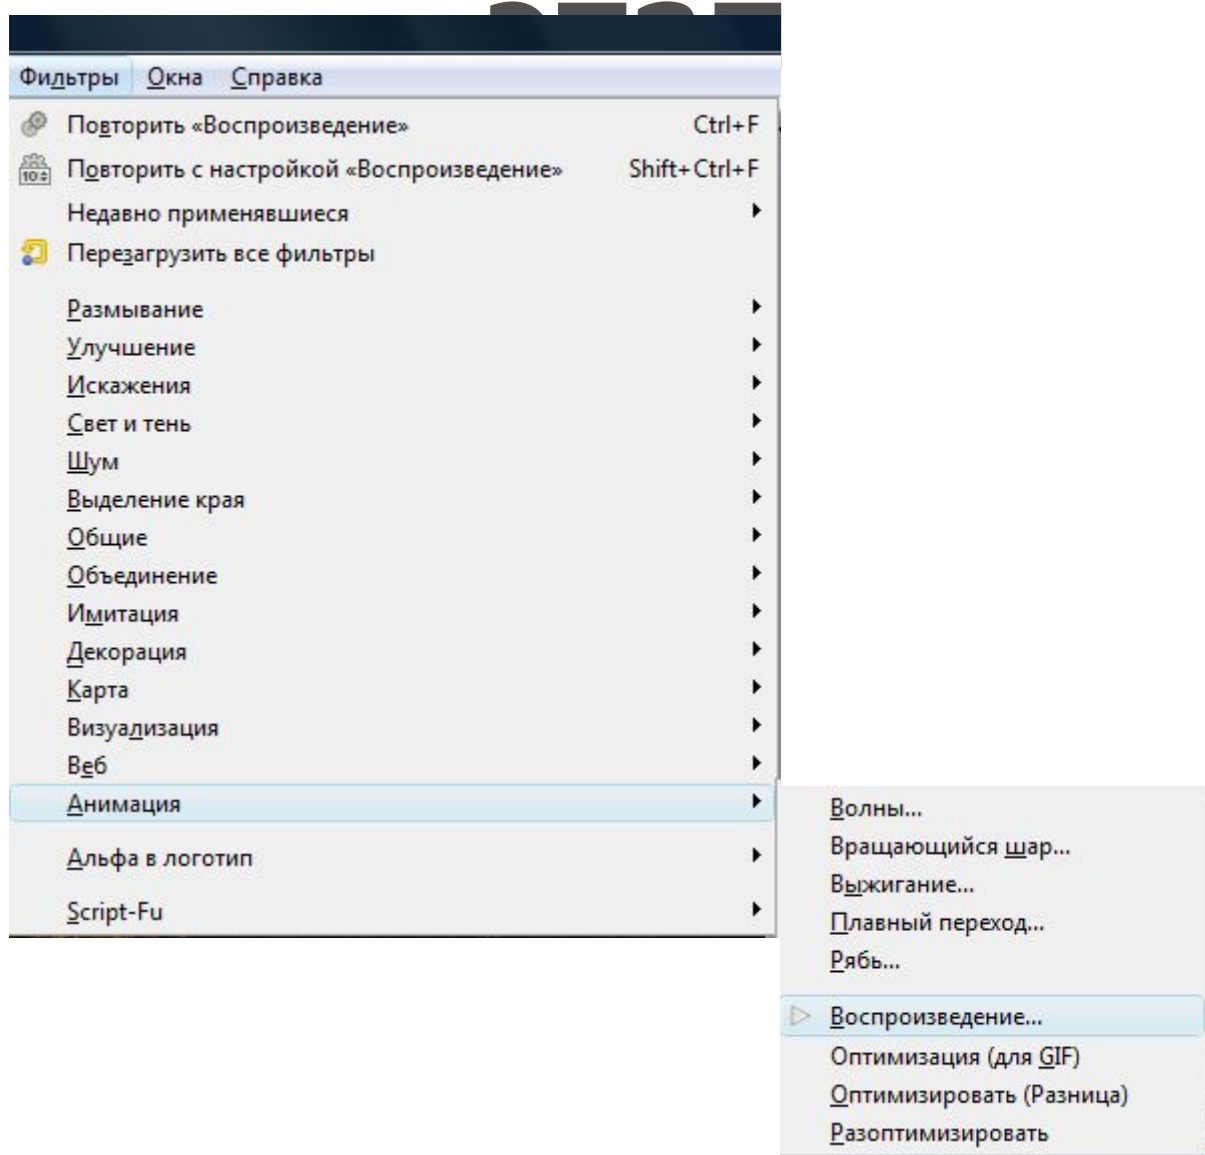 Фильтры Окна Справка
Повторить «Воспроизведение» Ctrl+F
Повторить с настройкой «Воспроизведение» Shift+Ctrl+F
Недавно применявшиеся
Перезагрузить все фильтры
Размывание
Улучшение
Искажения
Свет и тень
Шум
Выделение края
Общие
Объединение
Имитация
Декорация
Карта
Визуализация
Веб
Анимация
Альфа в логотип
Script-Fu
Волны...
Вращающийся шар...
Выжигание...
Плавный переход...
Рябь...
Воспроизведение...
Оптимизация (для GIF)
Оптимизировать (Разница)
Разоптимизировать